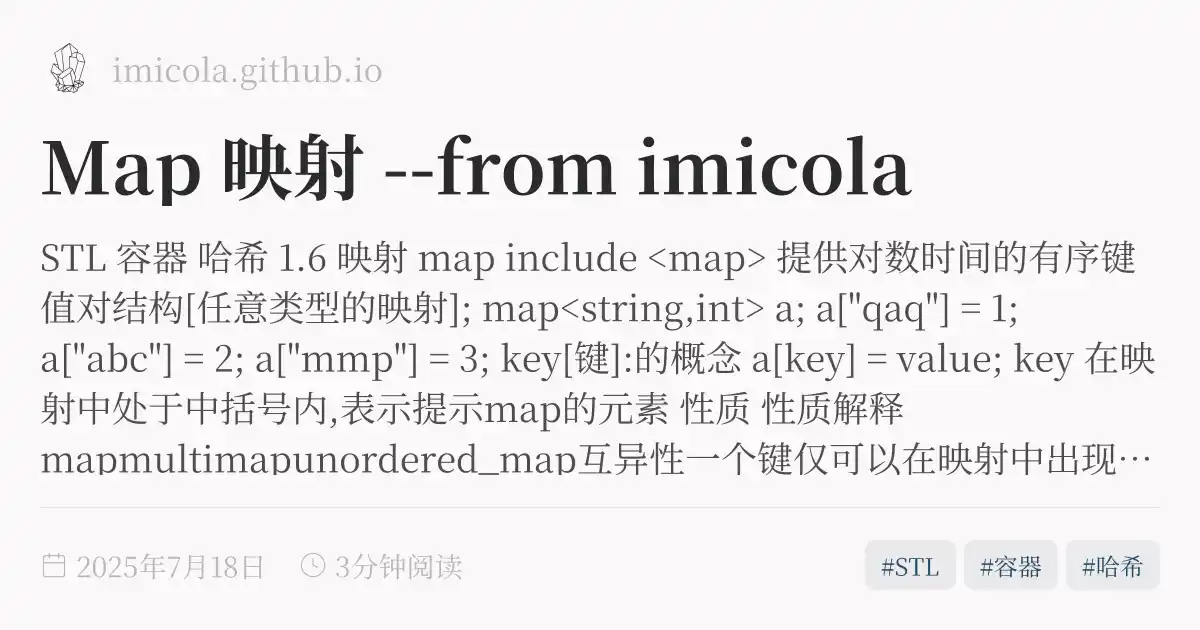 imicola.github.io
Map 映射 --from imicola
STL 容器 哈希 1.6 映射 map include <map> 提供对数时间的有序键
值对结构[任意类型的映射]; map<string,int> a; a["qaq"] = 1;
a["abc"] = 2; a["mmp"] = 3; key[键]:的概念 a[key] = value; key 在映
射中处于中括号内,表示提示map的元素 性质 性质解释
mapmultimapunordered_map互异性一个键仅可以在映射中出现…
2025年7月18日 3分钟阅读 #STL #容器 #哈希